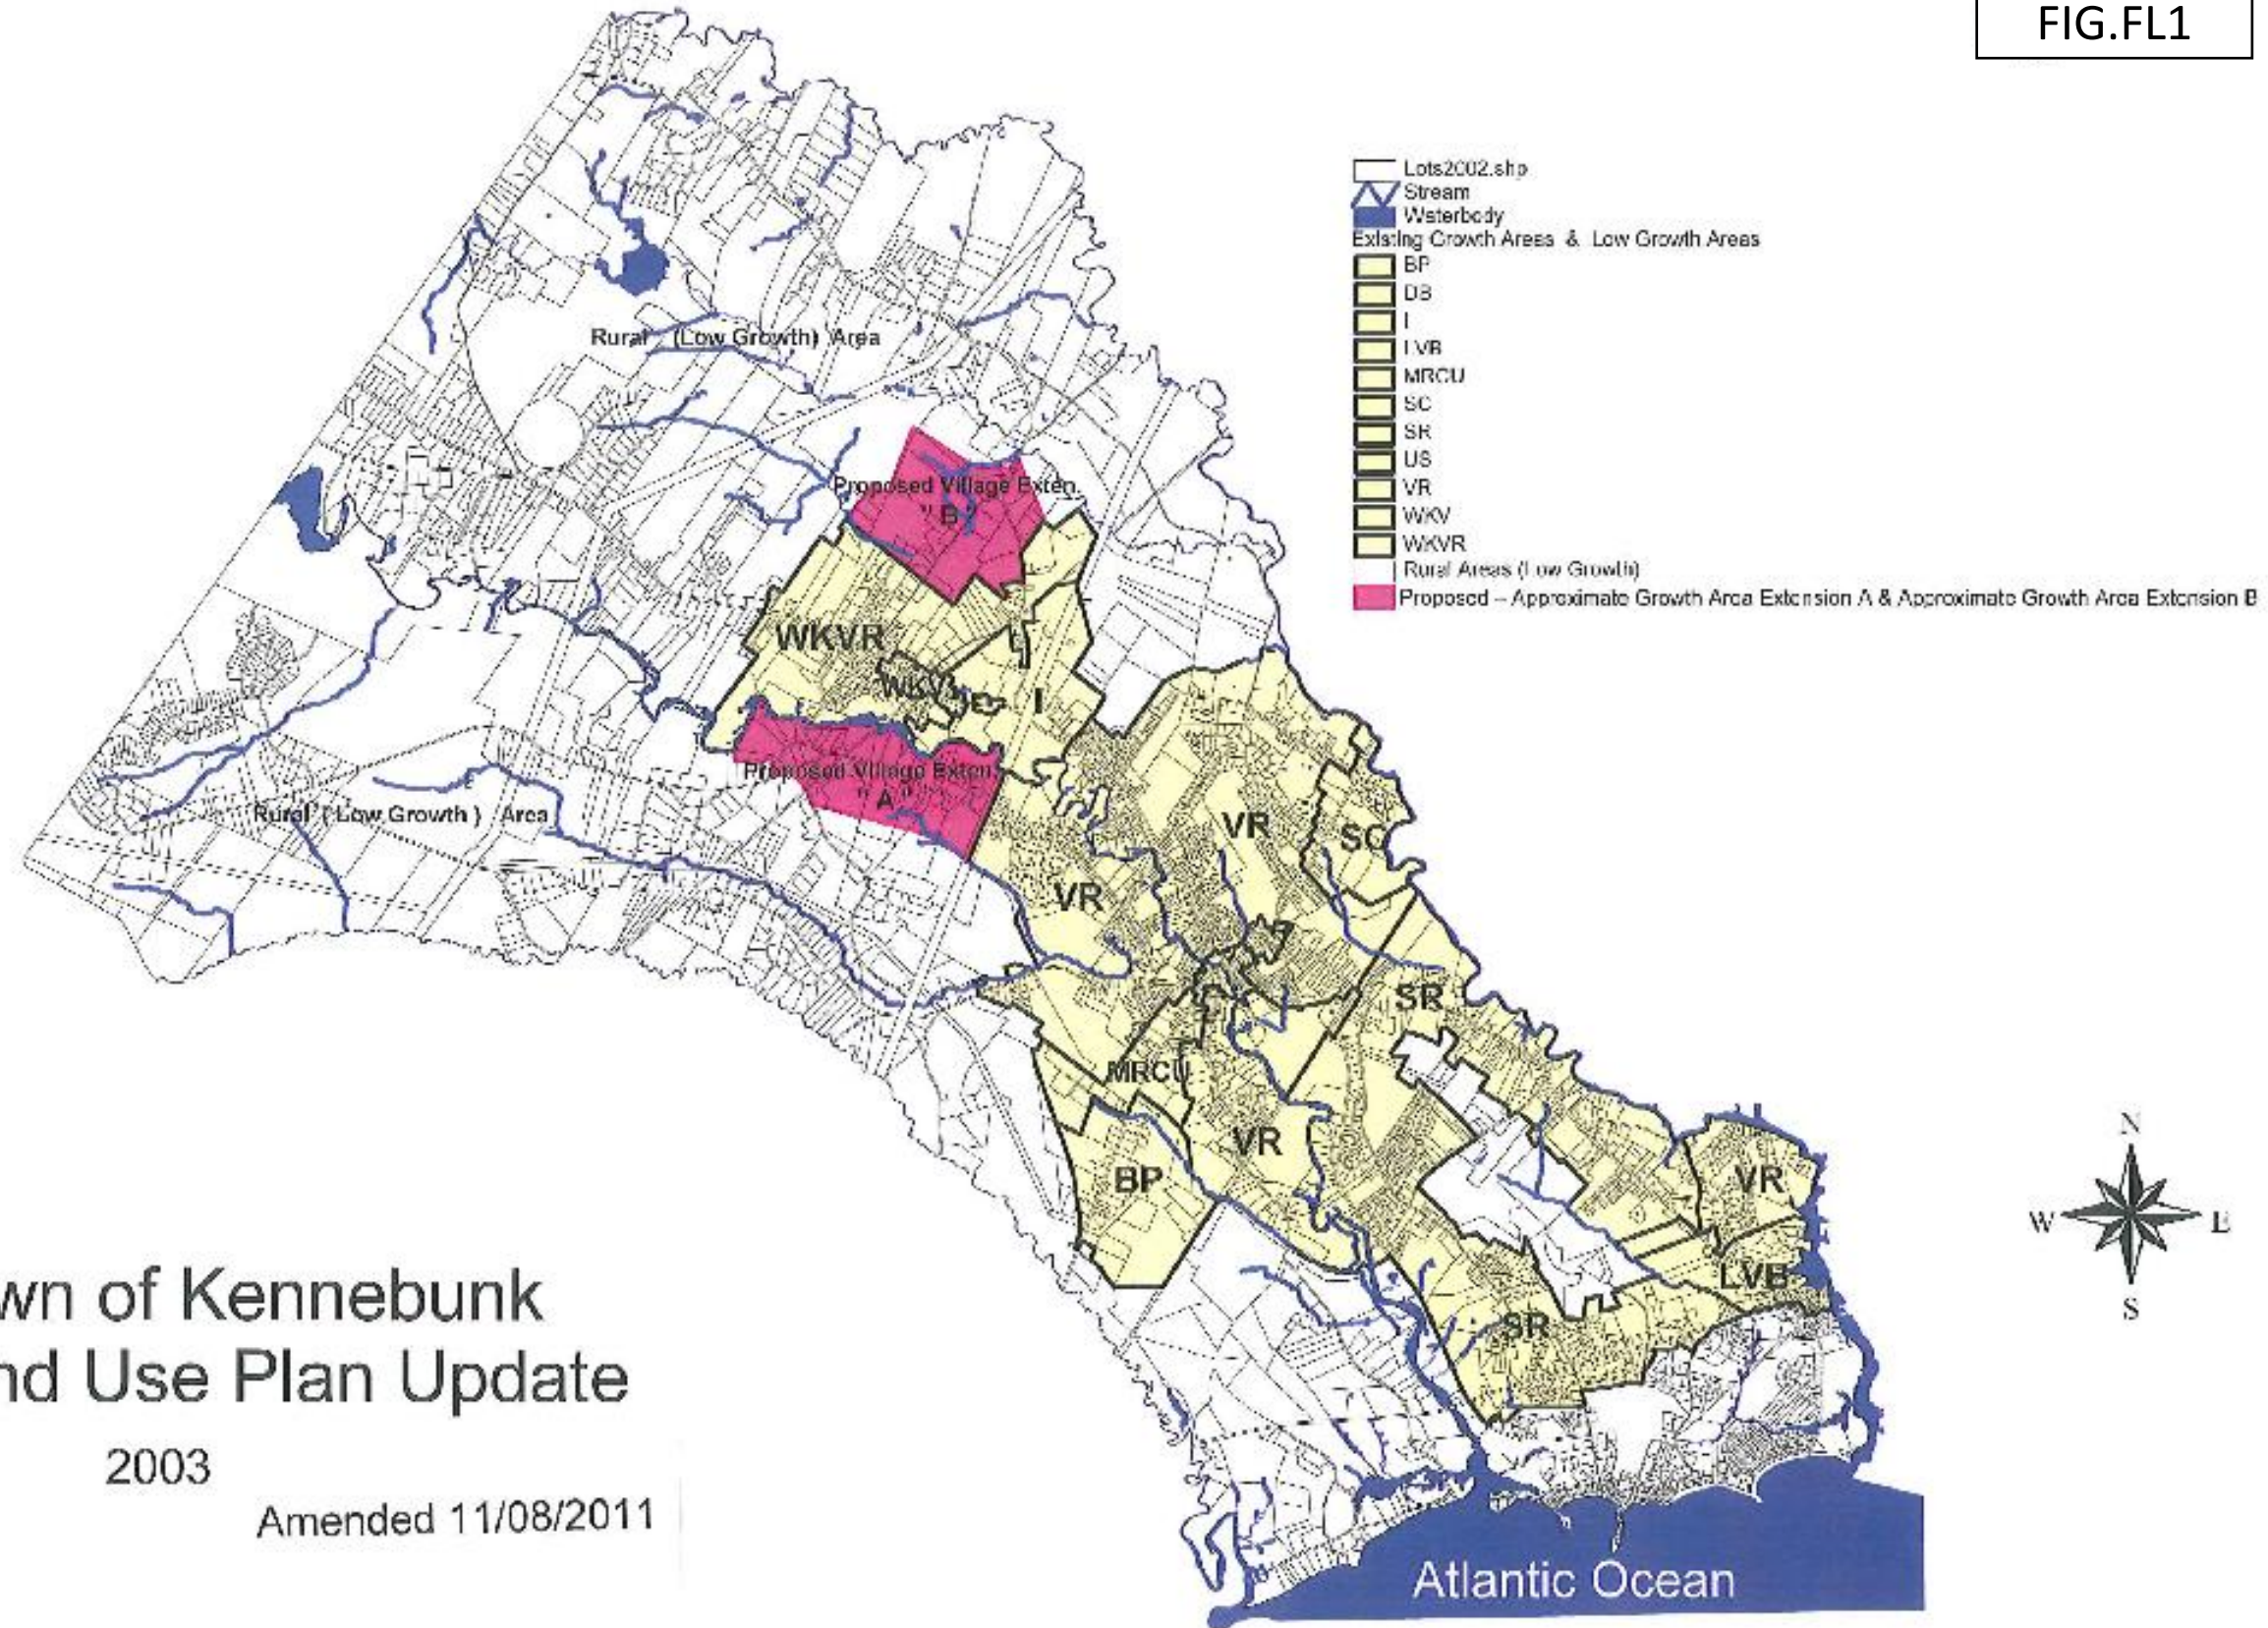 FIG.FL1
Lots2002.shp
Stream
Waterbody
Existing Growth Areas & Low Growth Areas
BP
DB
I
LVB
MRCU
SC
SR
US
VR
WKV
WKVR
Rural Areas (Low Growth)
Proposed – Approximate Growth Area Extension A & Approximate Growth Area Extension B
Rural (Low Growth) Area
Proposed Village Exten.
"B"
WKVR
WKV
I
Proposed Village Exten.
"A"
Rural (Low Growth) Area
VR
SC
VR
SR
MRCU
VR
BP
VR
LVB
SR
N
W
E
S
wn of Kennebunk
nd Use Plan Update
2003
Amended 11/08/2011
Atlantic Ocean